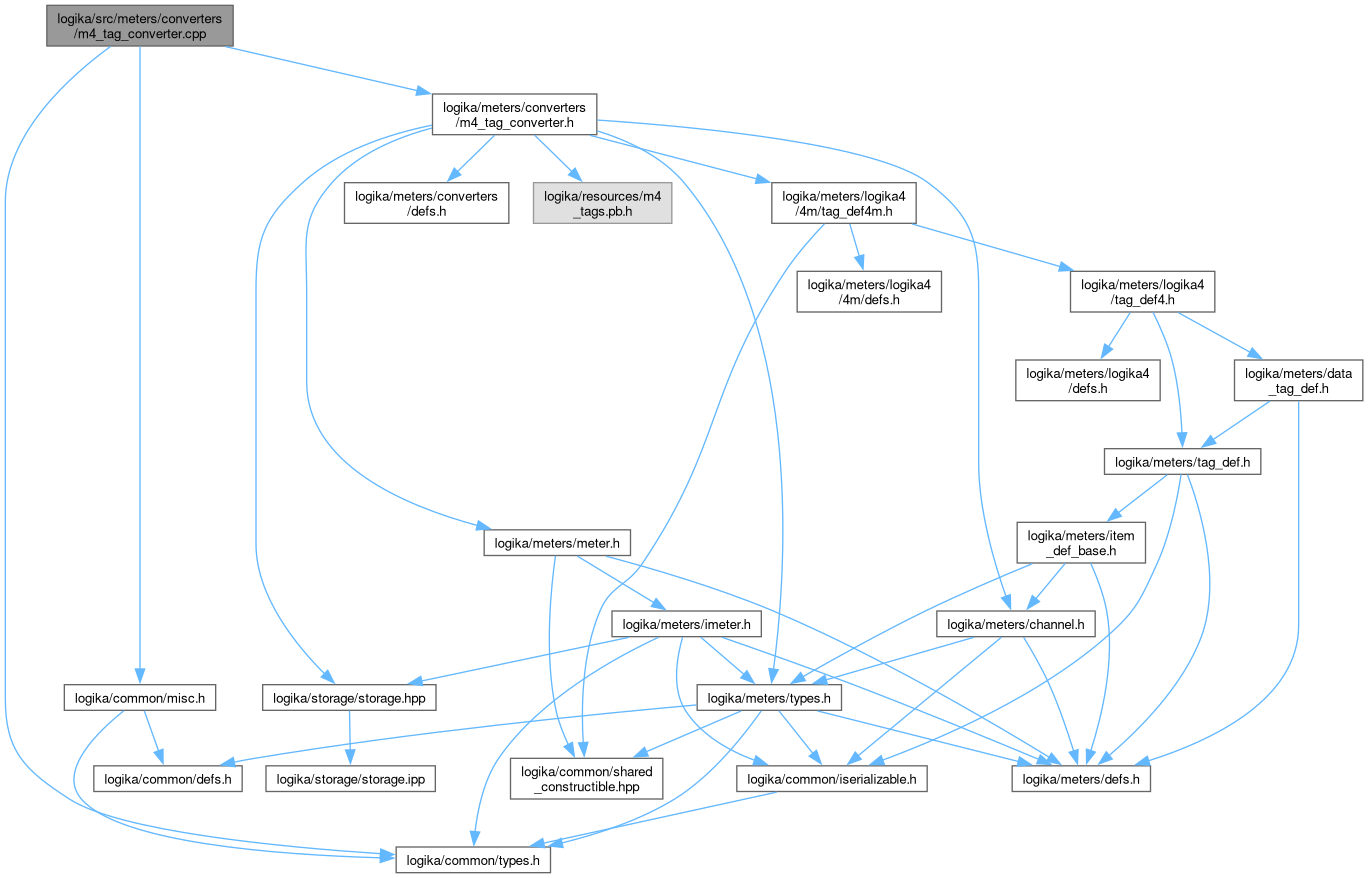 logika/src/meters/converters
/m4_tag_converter.cpp
logika/meters/converters
/m4_tag_converter.h
logika/meters/converters
/defs.h
logika/resources/m4
_tags.pb.h
logika/meters/logika4
/4m/tag_def4m.h
logika/meters/logika4
/4m/defs.h
logika/meters/logika4
/tag_def4.h
logika/meters/logika4
/defs.h
logika/meters/data
_tag_def.h
logika/meters/tag_def.h
logika/meters/meter.h
logika/meters/item
_def_base.h
logika/meters/imeter.h
logika/meters/channel.h
logika/common/misc.h
logika/storage/storage.hpp
logika/meters/types.h
logika/common/defs.h
logika/storage/storage.ipp
logika/common/shared
_constructible.hpp
logika/common/iserializable.h
logika/meters/defs.h
logika/common/types.h